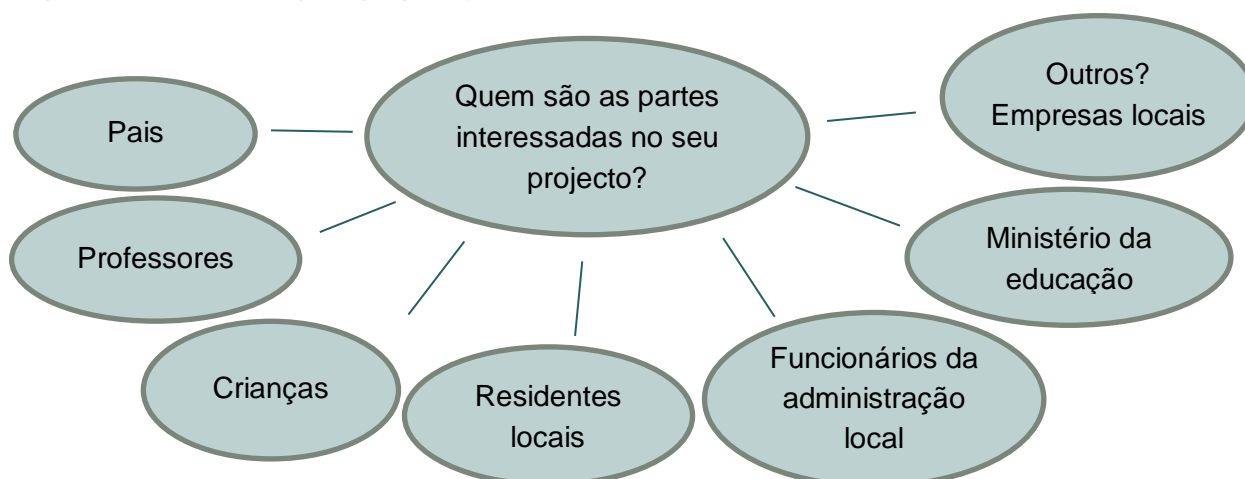 Quem são as partes
interessadas no seu
projecto?
Pais
Professores
Crianças
Residentes
locais
Funcionários da
administração
local
Ministério da
educação
Outros?
Empresas locais